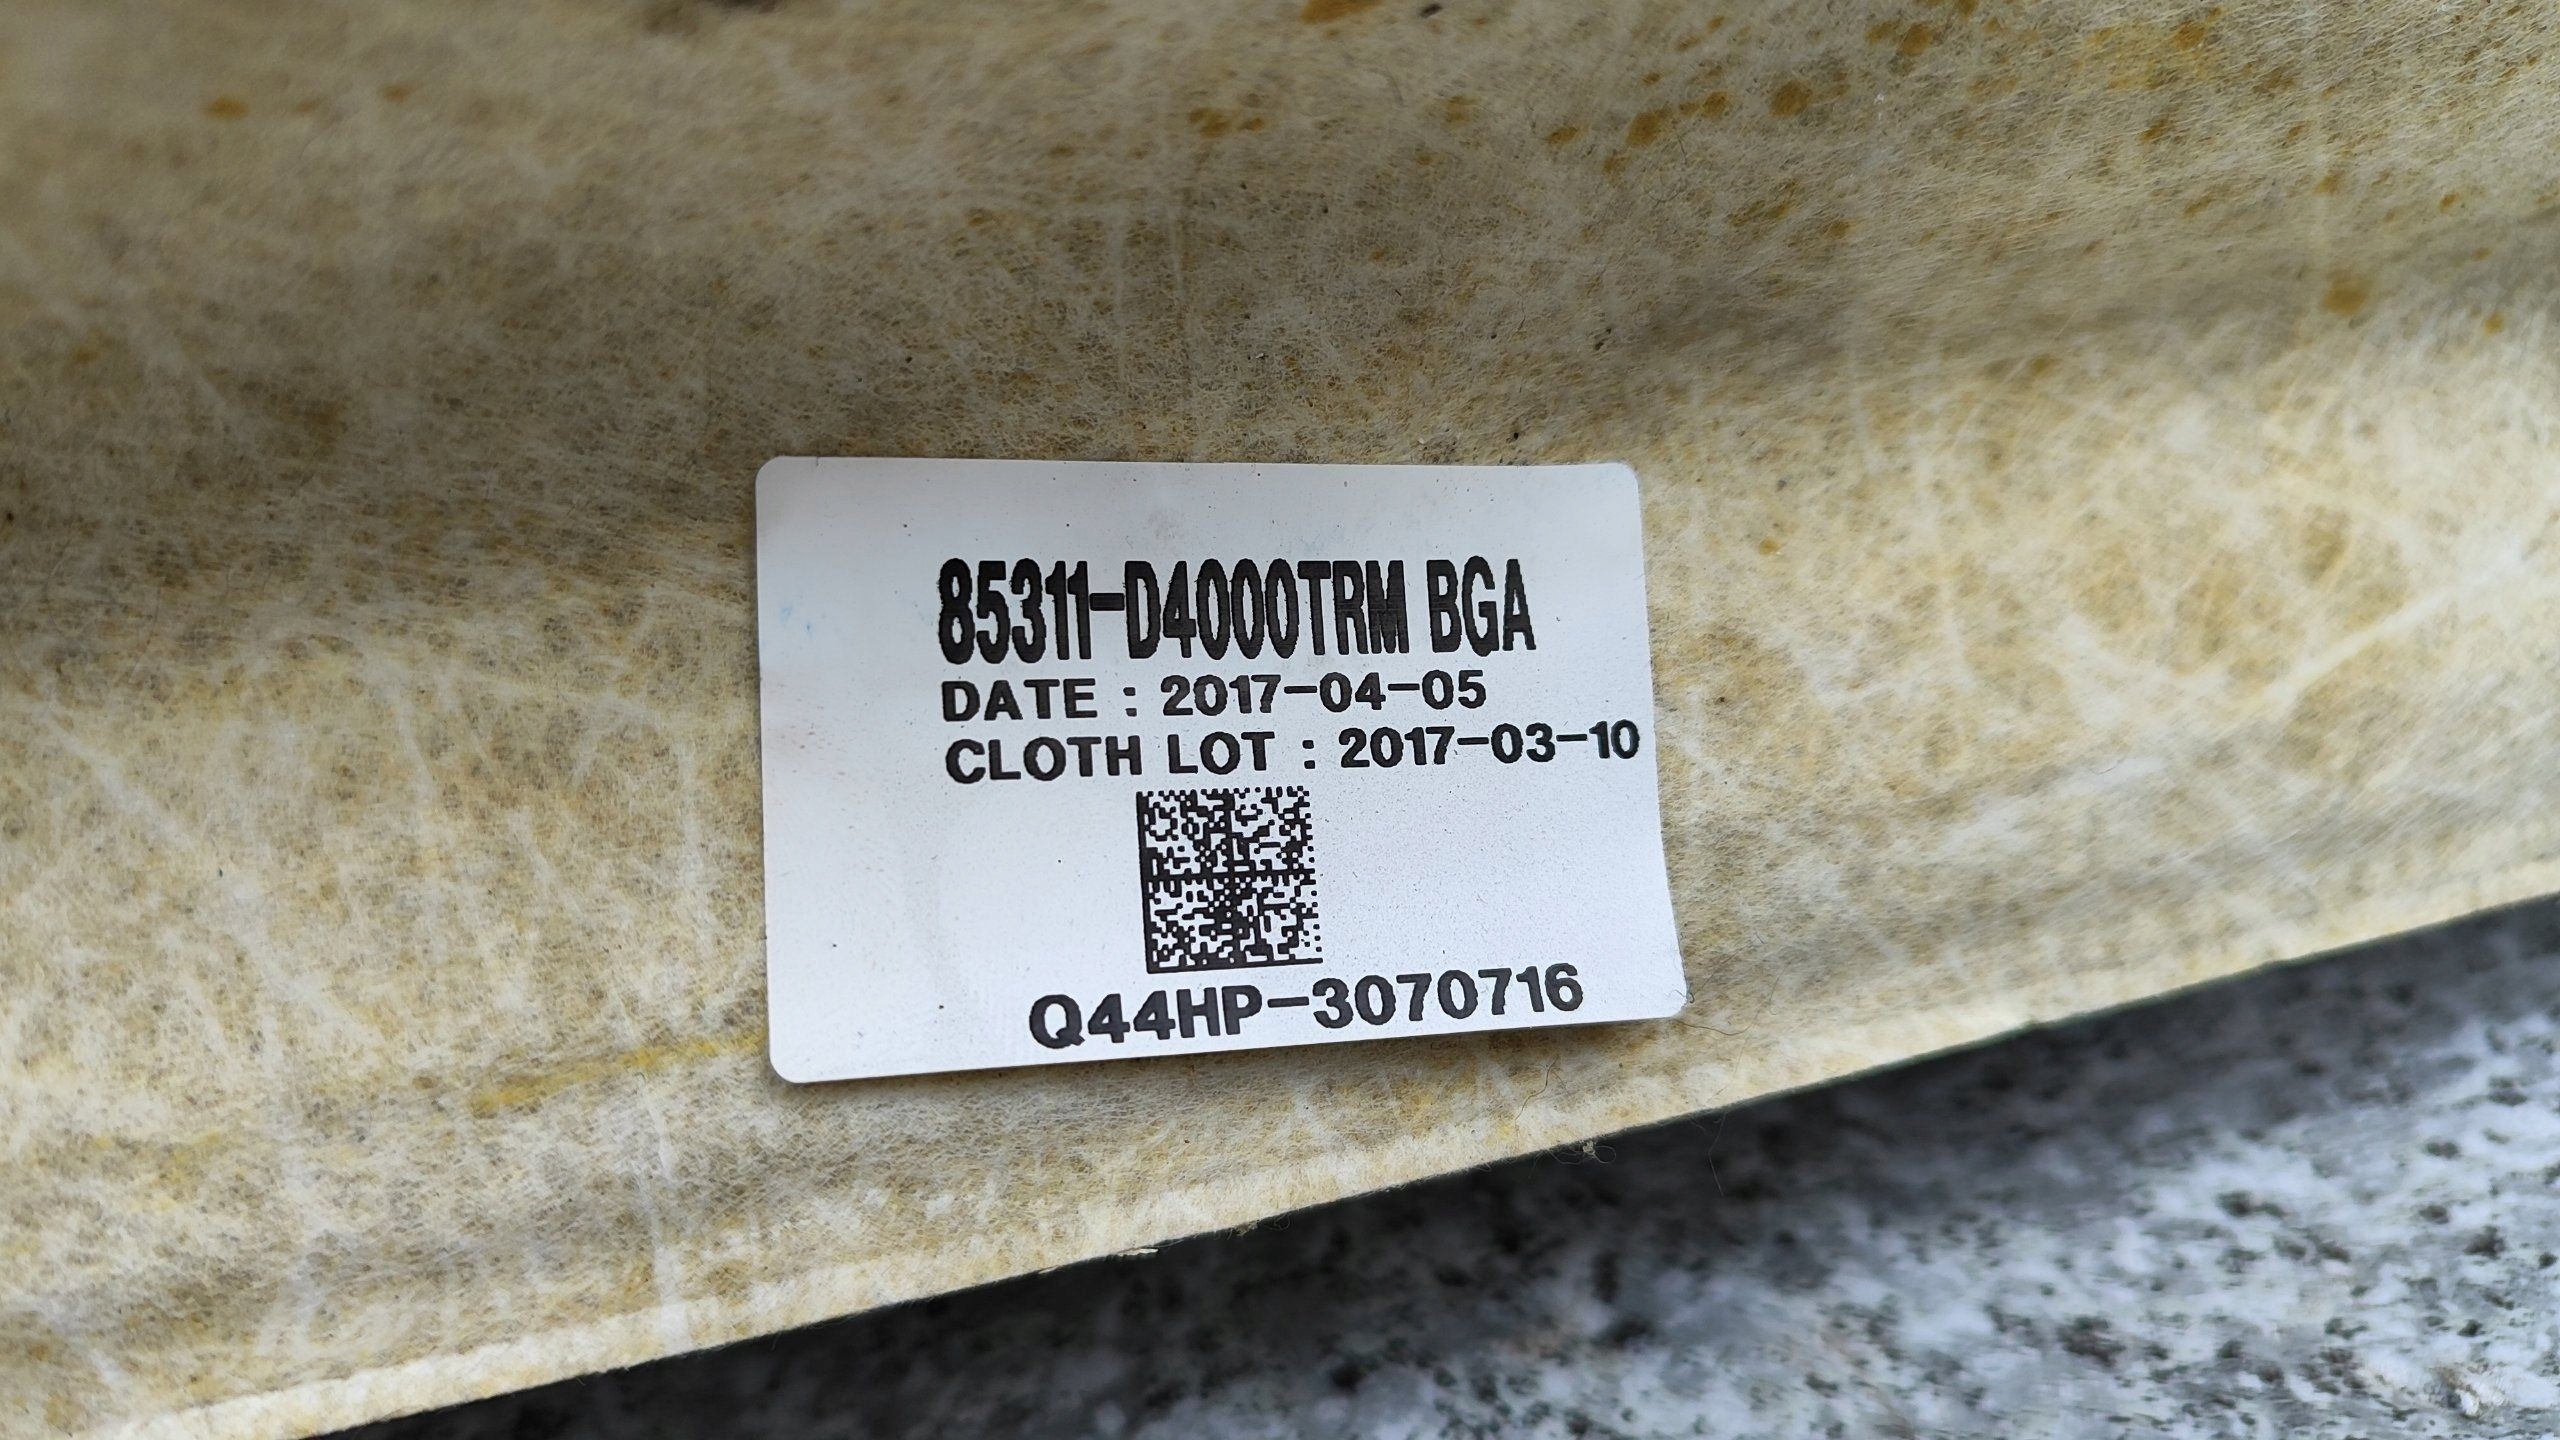 85311-D4000TRM BGA
DATE : 2017-04-05
CLOTH LOT : 2017-03-10
Q44HP-3070716